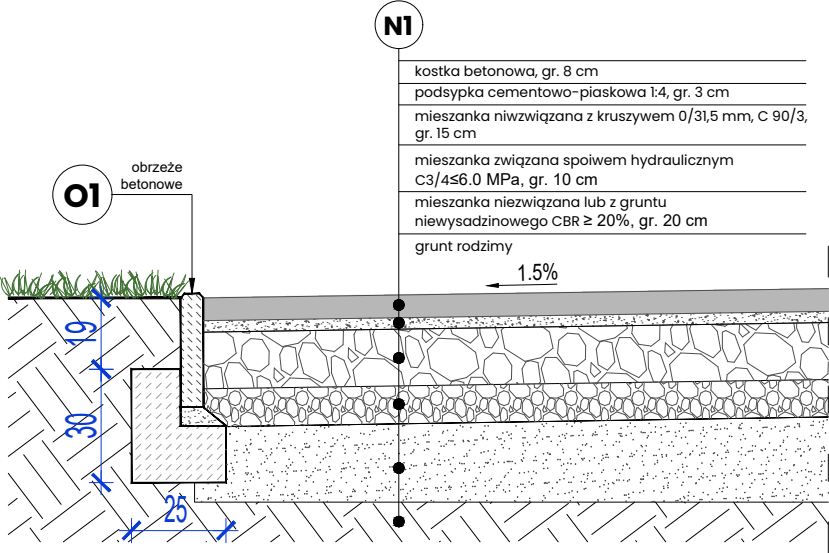 N1
kostka betonowa, gr. 8 cm
podsypka cementowo-piaskowa 1:4, gr. 3 cm
mieszanka niwzwiązana z kruszywem 0/31,5 mm, C 90/3,
gr. 15 cm
mieszanka związana spoiwem hydraulicznym
C3/4≤6.0 MPa, gr. 10 cm
mieszanka niezwiązana lub z gruntu
niewysadzinowego CBR ≥ 20%, gr. 20 cm
grunt rodzimy
O1
obrzeże
betonowe
1.5%
19
30
25